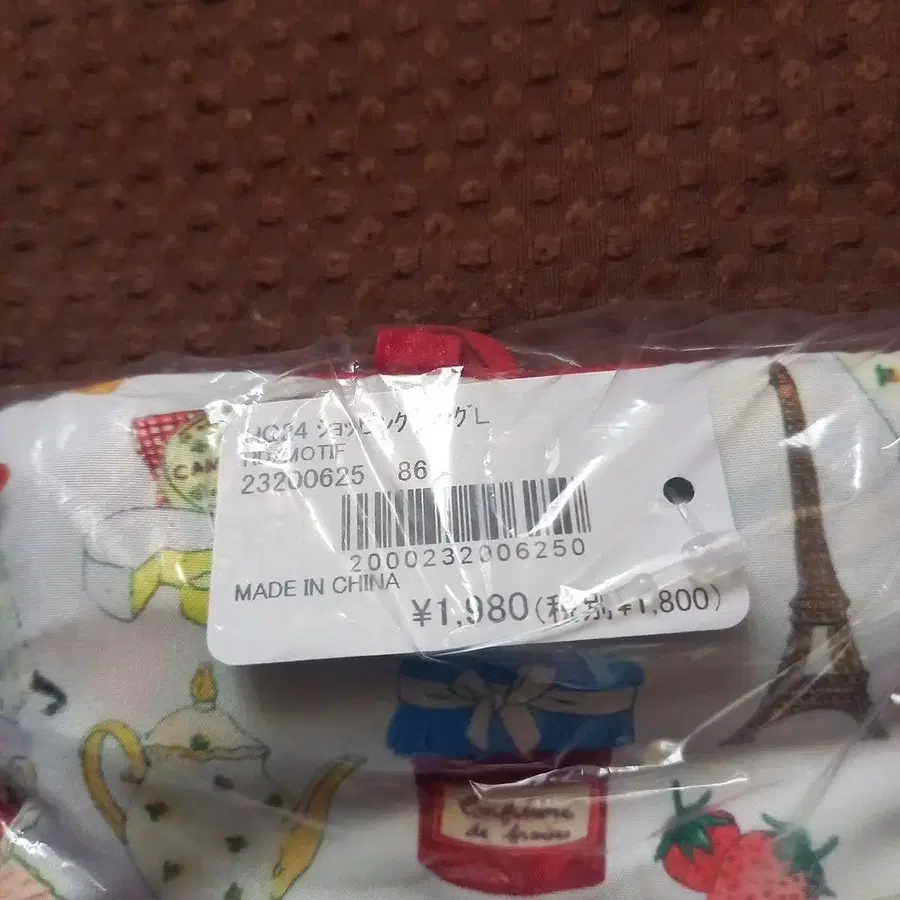 CAM
ショッピング バッグL
MOTIF
23200625 86
2000232006250
MADE IN CHINA
¥1,980(税別¥1,800)
Confiture
de fraises